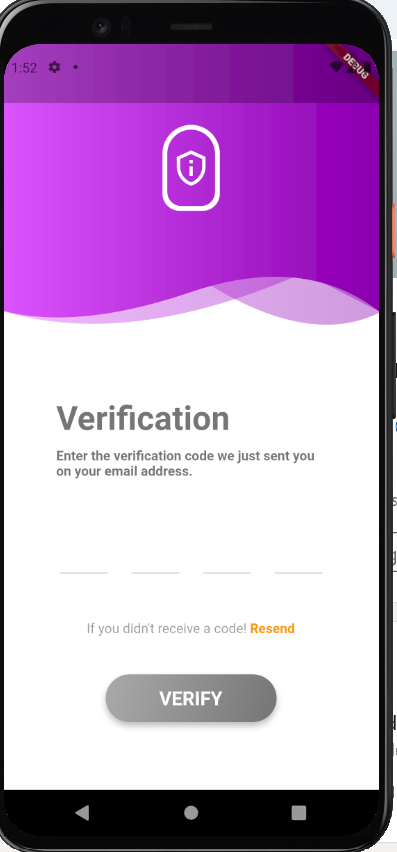 1:52
DEBUG
Verification
Enter the verification code we just sent you
on your email address.
If you didn't receive a code! Resend
VERIFY